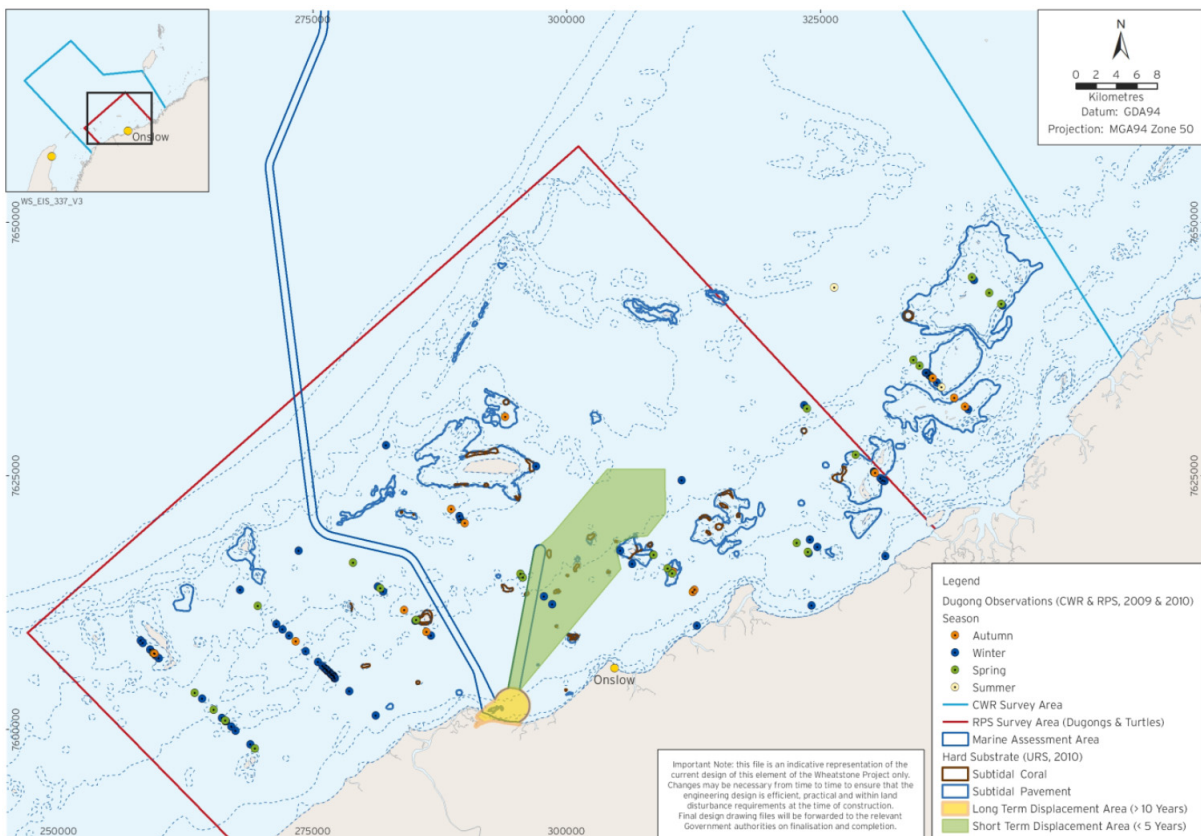 275000
300000
325000
N
0 2 4 6 8
Kilometres
Datum: GDA94
Projection: MGA94 Zone 50
Onslow
WS_EIS_337_V3
7650000
7650000
7625000
7625000
7600000
Onslow
Legend
Dugong Observations (CWR & RPS, 2009 & 2010)
Season
Autumn
Winter
Spring
Summer
CWR Survey Area
RPS Survey Area (Dugongs & Turtles)
Marine Assessment Area
Hard Substrate (URS, 2010)
Subtidal Coral
Subtidal Pavement
Long Term Displacement Area (> 10 Years)
Short Term Displacement Area (< 5 Years)
Important Note: this file is an indicative representation of the
current design of this element of the Wheatstone Project only.
Changes may be necessary from time to time to ensure that the
engineering design is efficient, practical and within land
disturbance requirements at the time of construction.
Final design drawing files will be forwarded to the relevant
Government authorities on finalisation and completion.
250000
275000
300000